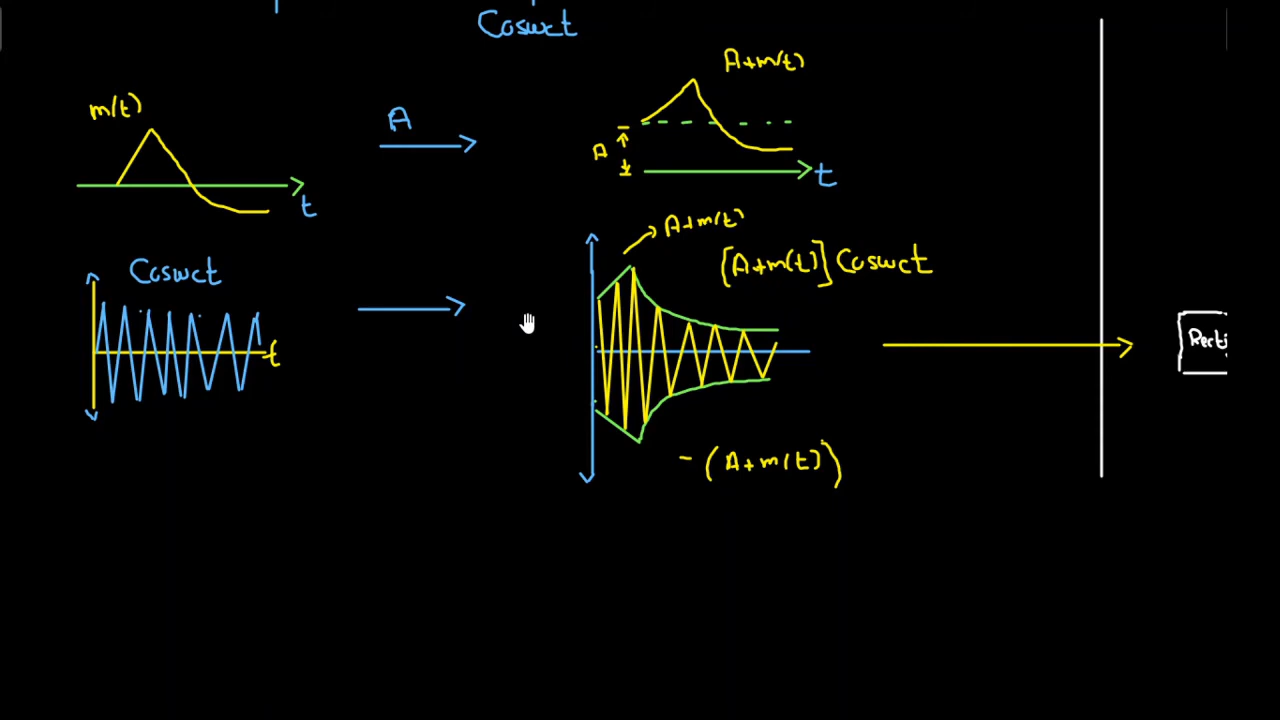 Coswct
A+m(t)
m(t)
A
A
t
t
A+m(t)
[A+m(t)] Coswct
Coswct
t
-(A+m(t))